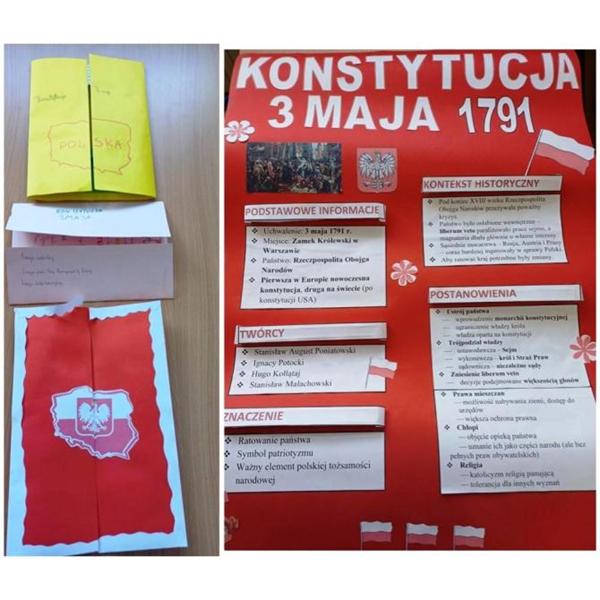 POLSKA
KONSTYTUCJA
3 MAJA
KONSTYTUCJA
3 MAJA 1791
PODSTAWOWE INFORMACJE
Uchwalenie: 3 maja 1791 r.
Miejsce: Zamek Królewski w
Warszawie
Państwo: Rzeczpospolita Obojga
Narodów
Pierwsza w Europie nowoczesna
konstytucja, druga na świecie (po
konstytucji USA)
TWÓRCY
Stanisław August Poniatowski
Ignacy Potocki
Hugo Kołłątaj
Stanisław Małachowski
ZNACZENIE
Ratowanie państwa
Symbol patriotyzmu
Ważny element polskiej tożsamości
narodowej
KONTEKST HISTORYCZNY
Pod koniec XVIII wieku Rzeczpospolita
Obojga Narodów przeżywała poważny
kryzys.
Państwo było osłabione wewnętrznie –
liberum veto paraliżowało prace sejmu, a
magnateria dbała głównie o własne interesy
Sąsiednie mocarstwa – Rosja, Austria i Prusy
– coraz bardziej ingerowały w sprawy Polski.
Aby ratować kraj potrzebne były zmiany.
POSTANOWIENIA
Ustrój państwa
— wprowadzenie monarchii konstytucyjnej
— ograniczenie władzy króla
— władza oparta na konstytucji
Trójpodział władzy
— ustawodawcza – Sejm
— wykonawcza – król i Straż Praw
— sądownicza – niezależne sądy
Zniesienie liberum veto
— decyzje podejmowane większością głosów
Prawa mieszczan
— możliwość nabywania ziemi, dostęp do
urzędów
— większa ochrona prawna
Chłopi
— objęcie opieką państwa
— uznanie ich jako części narodu (ale bez
pełnych praw obywatelskich)
Religia
— katolicyzm religią panującą
— tolerancja dla innych wyznań